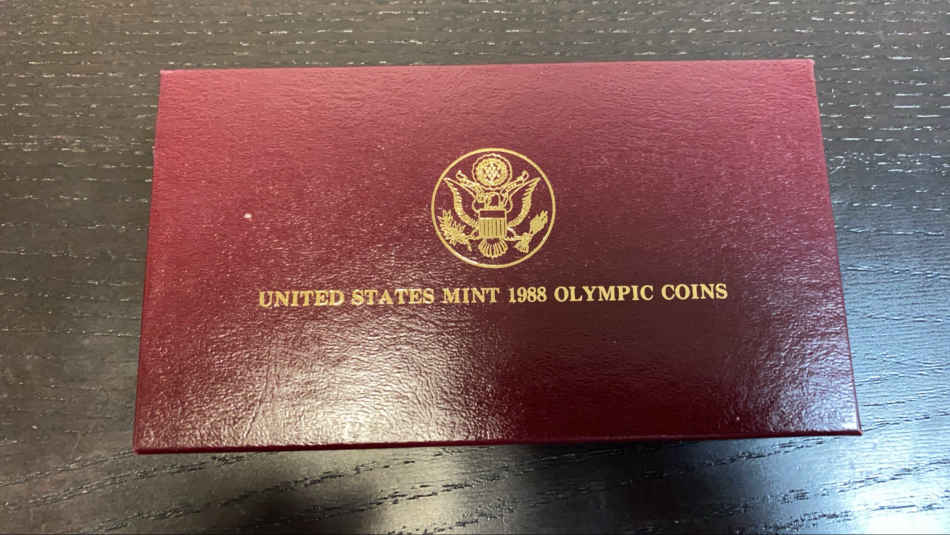 UNITED STATES MINT 1988 OLYMPIC COINS